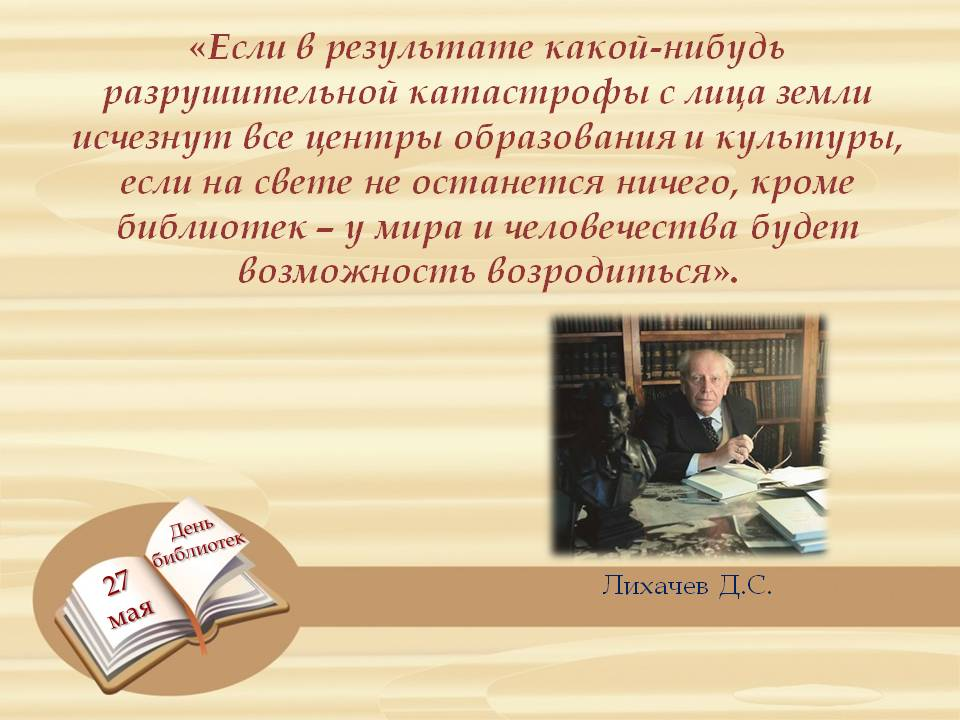 «Если в результате какой-нибудь
разрушительной катастрофы с лица земли
исчезнут все центры образования и культуры,
если на свете не останется ничего, кроме
библиотек – у мира и человечества будет
возможность возродиться».
Лихачев Д.С.
День
библиотек
27
мая